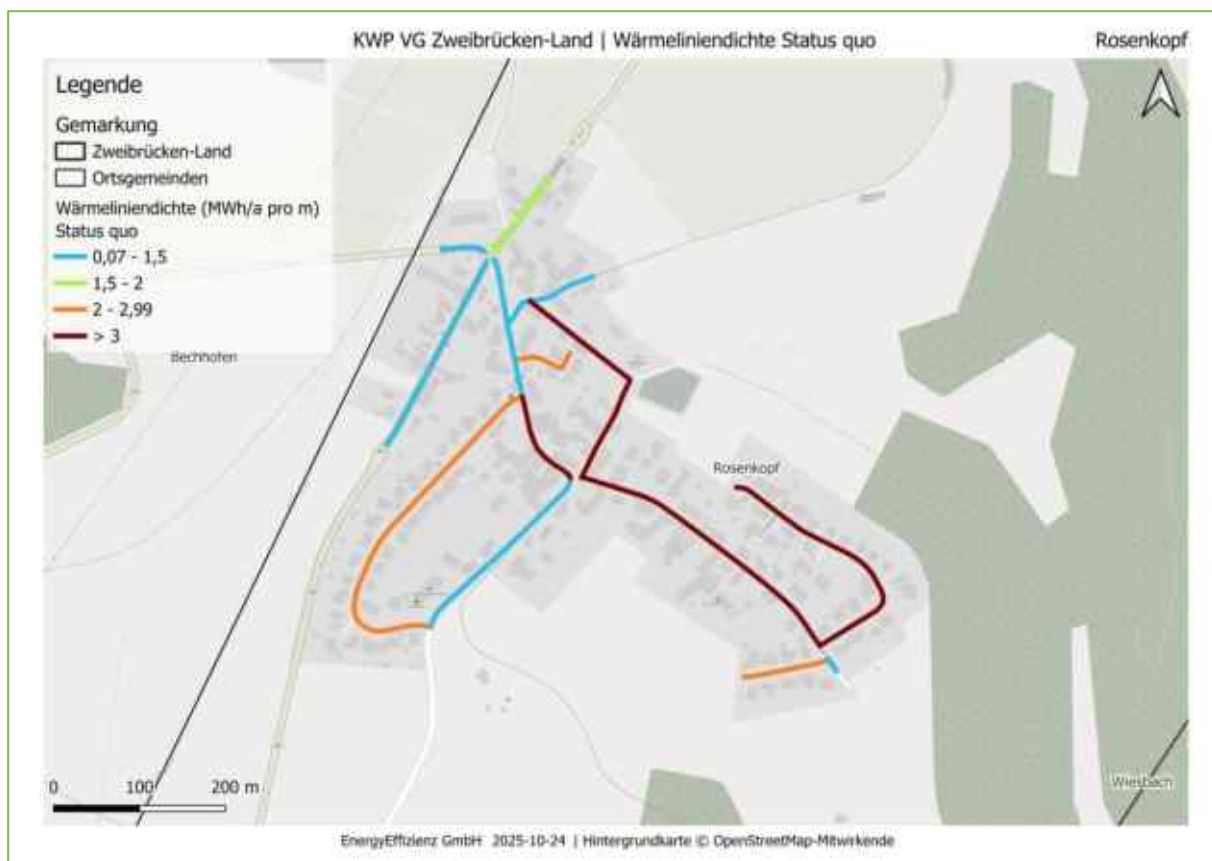 KWP VG Zweibrücken-Land | Wärmeliniendichte Status quo
Rosenkopf
Legende
Gemarkung
Zweibrücken-Land
Ortsgemeinden
Wärmeliniendichte (MWh/a pro m)
Status quo
0,07 - 1,5
1,5 - 2
2 - 2,99
> 3
Bechhofen
Rosenkopf
Wiesbach
0 100 200 m
EnergyEffizienz GmbH 2025-10-24 | Hintergrundkarte © OpenStreetMap-Mitwirkende